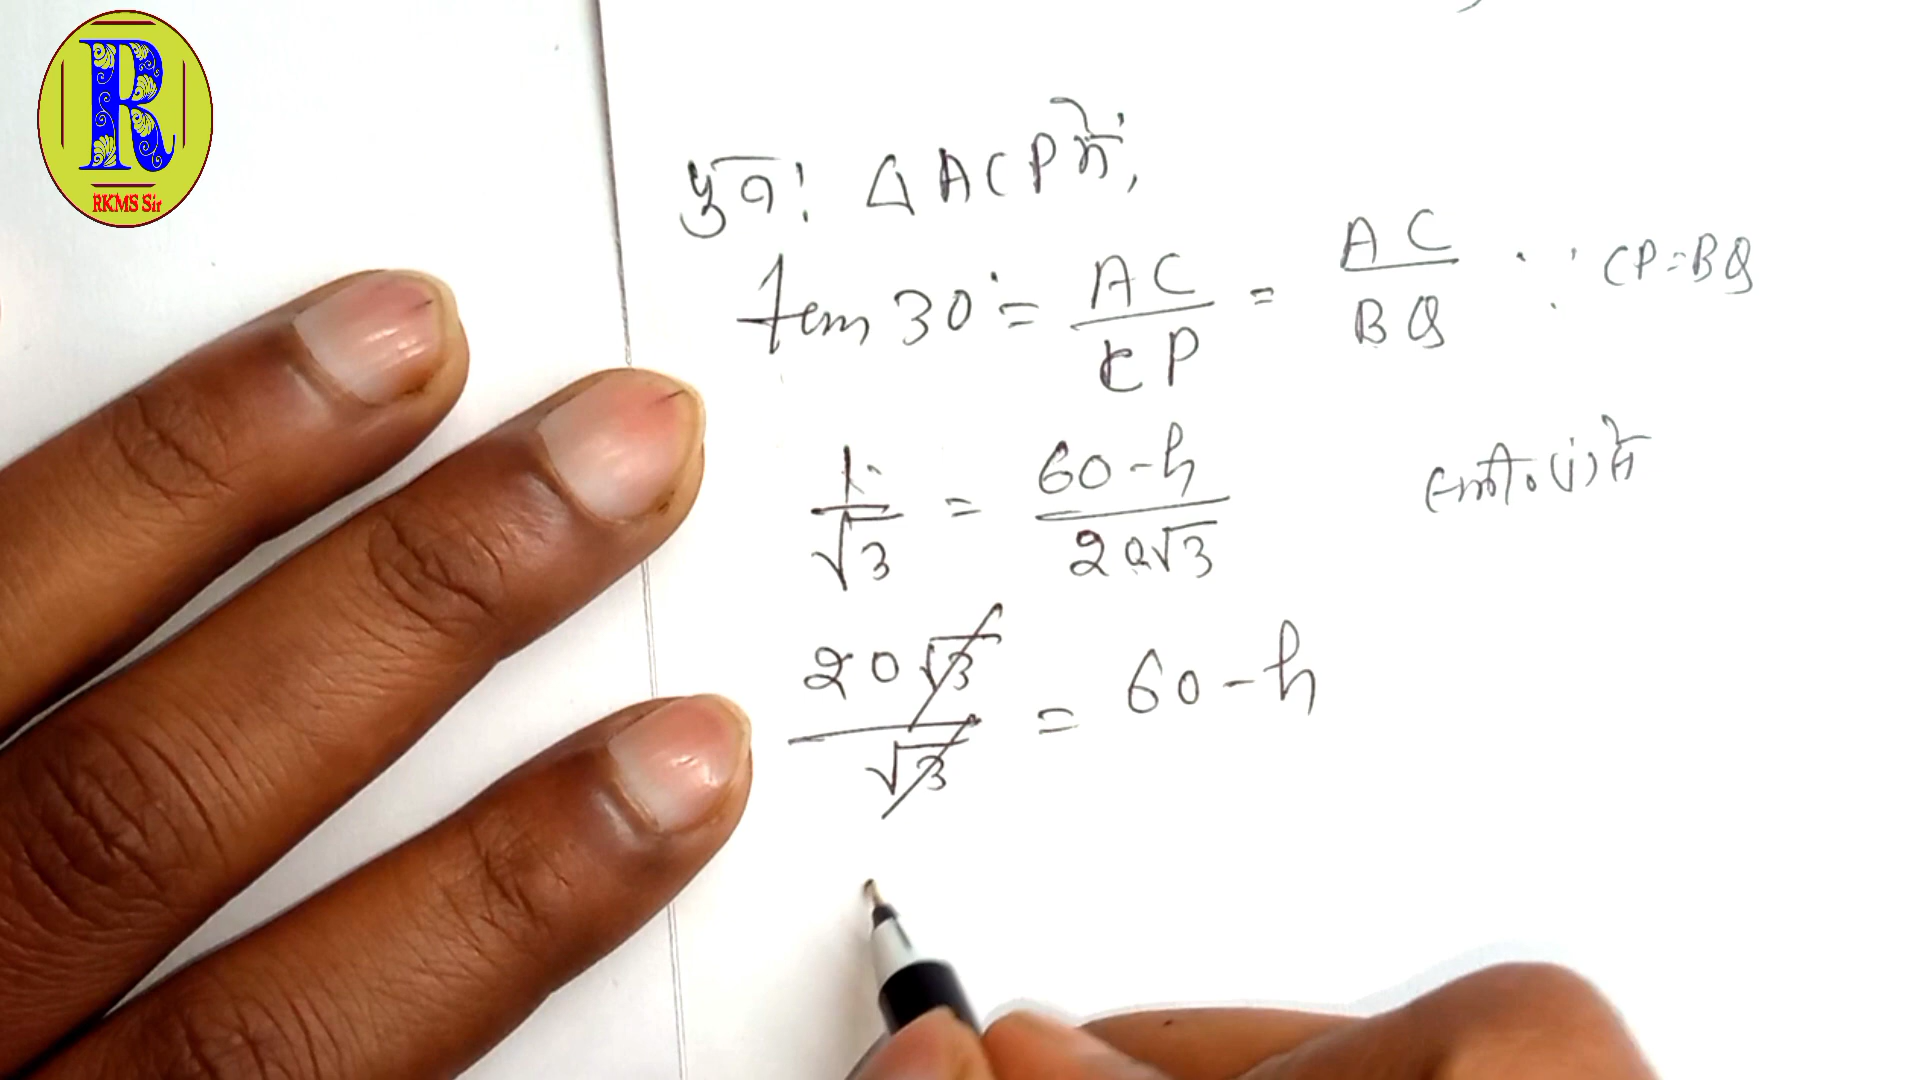 R
RKMS Sir
पुनः Δ ACP में,
tan 30° = AC/CP = AC/BQ ∵ CP = BQ
1/√3 = 60-h/20√3 समी० (i) से
20√3/√3 = 60-h